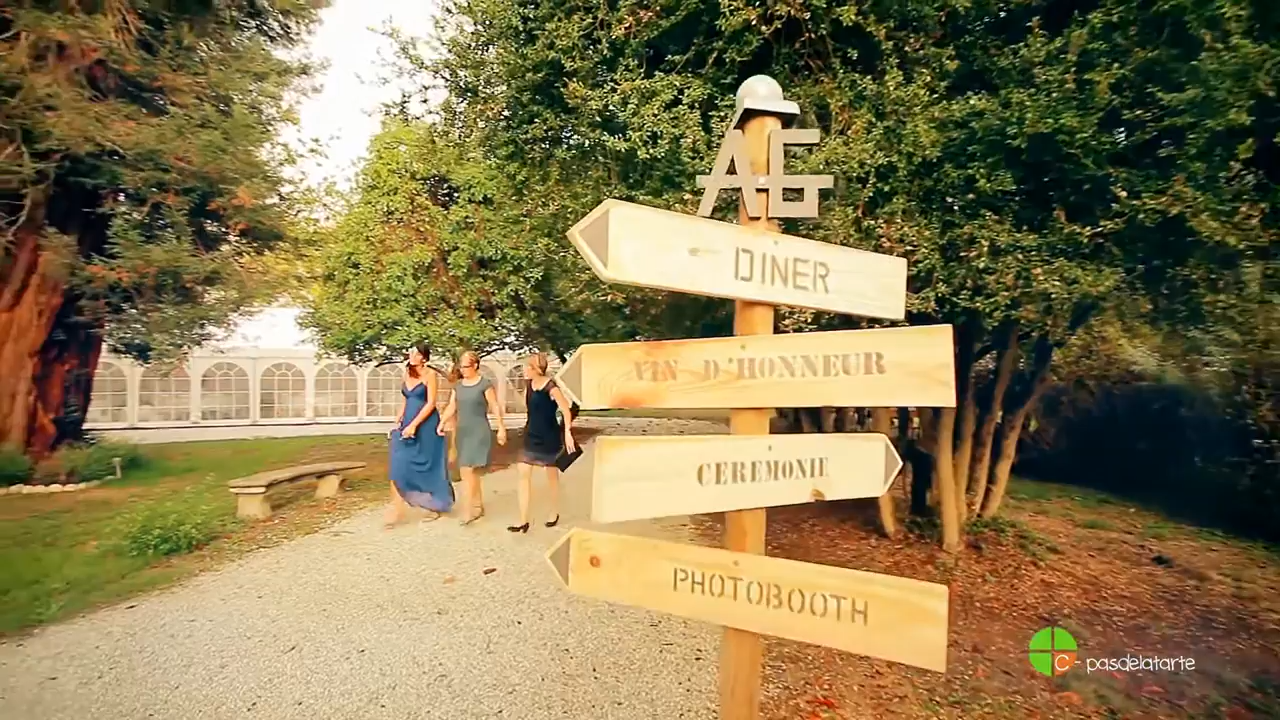 AG
DINER
VIN D'HONNEUR
CEREMONIE
PHOTOBOOTH
C - pasdelatarte